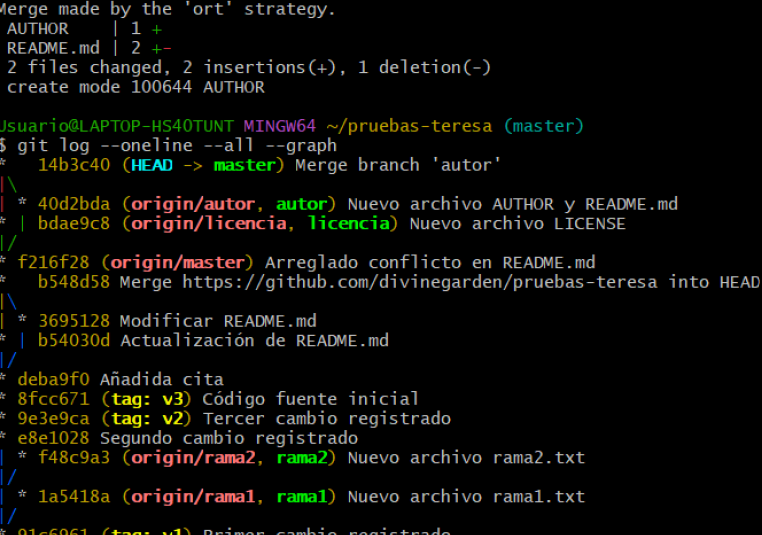 Merge made by the 'ort' strategy.
AUTHOR    | 1 +
README.md | 2 +-
2 files changed, 2 insertions(+), 1 deletion(-)
create mode 100644 AUTHOR
Usuario@LAPTOP-HS40TUNT MINGW64 ~/pruebas-teresa (master)
$ git log --oneline --all --graph
*   14b3c40 (HEAD -> master) Merge branch 'autor'
|\
| * 40d2bda (origin/autor, autor) Nuevo archivo AUTHOR y README.md
* | bdae9c8 (origin/licencia, licencia) Nuevo archivo LICENSE
|/
* f216f28 (origin/master) Arreglado conflicto en README.md
*   b548d58 Merge https://github.com/divinegarden/pruebas-teresa into HEAD
|\
| * 3695128 Modificar README.md
* | b54030d Actualización de README.md
|/
* deba9f0 Añadida cita
* 8fcc671 (tag: v3) Código fuente inicial
* 9e3e9ca (tag: v2) Tercer cambio registrado
* e8e1028 Segundo cambio registrado
| * f48c9a3 (origin/rama2, rama2) Nuevo archivo rama2.txt
|/
| * 1a5418a (origin/rama1, rama1) Nuevo archivo rama1.txt
|/
* 91c6961 (tag: v1) Primer cambio registrado